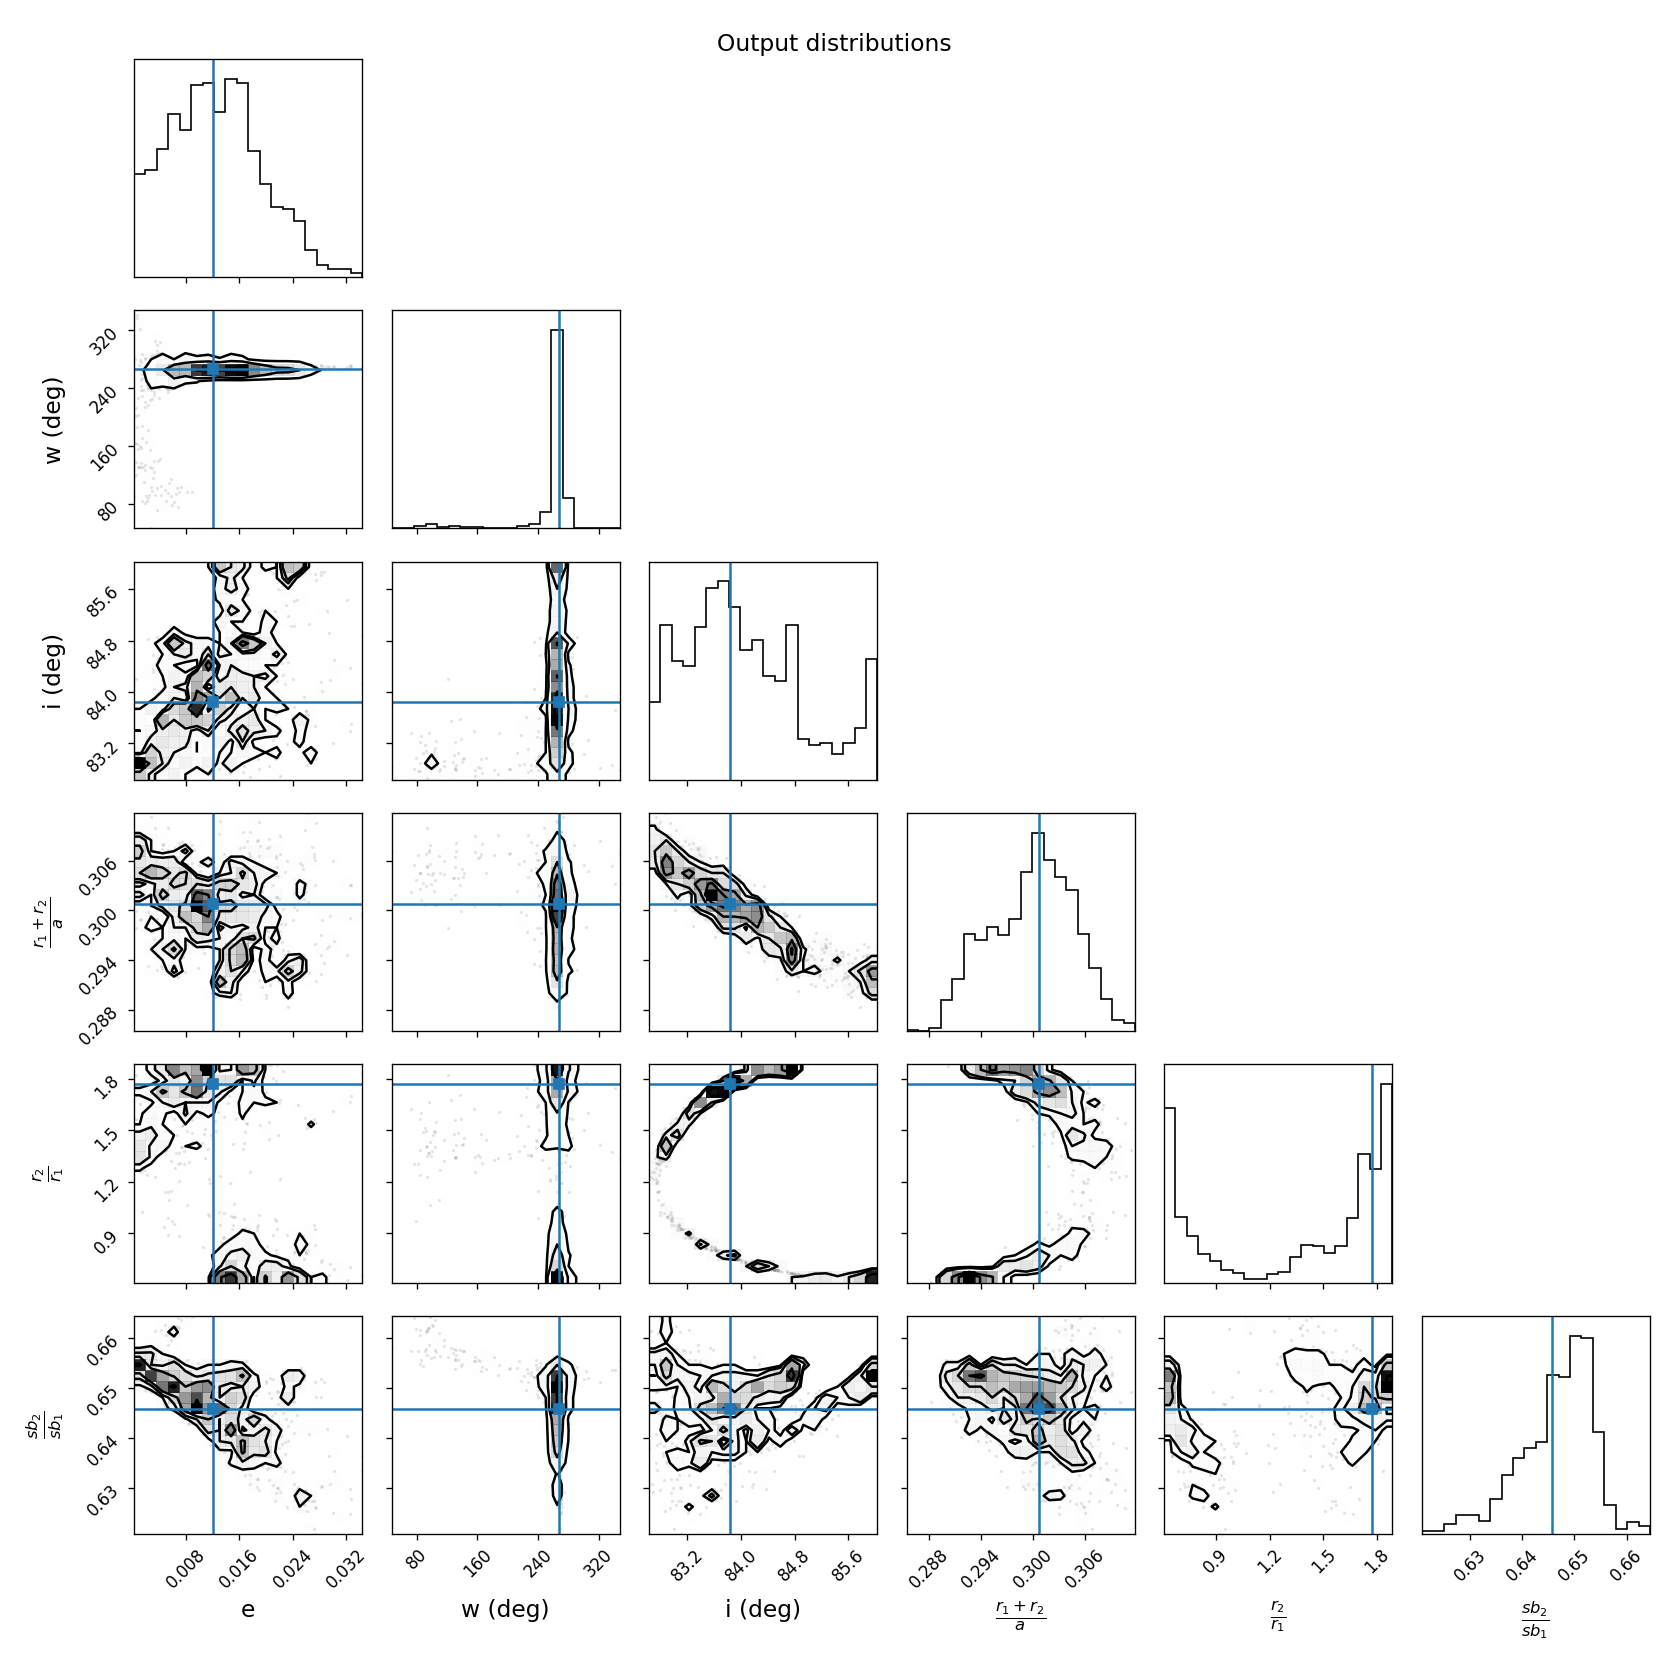 Output distributions
w (deg)
320
240
160
80
i (deg)
85.6
84.8
84.0
83.2
r₁ + r₂
a
0.306
0.300
0.294
0.288
r₂
r₁
1.8
1.5
1.2
0.9
sb₂
sb₁
0.66
0.65
0.64
0.63
0.008 0.016 0.024 0.032 80 160 240 320 83.2 84.0 84.8 85.6 0.288 0.294 0.300 0.306 0.9 1.2 1.5 1.8 0.63 0.64 0.65 0.66
e w (deg) i (deg) r₁ + r₂ r₂ sb₂
a r₁ sb₁